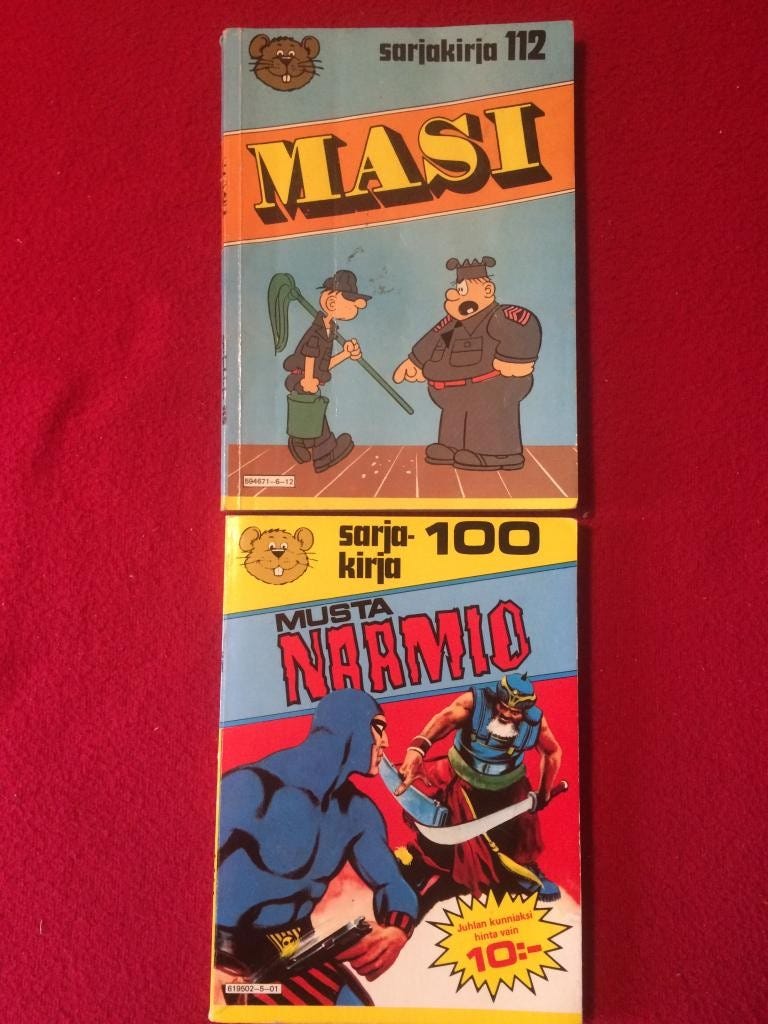 sarjakirja 112
MASI
594671-6-12
sarja-
kirja 100
MUSTA
NAAMIO
Juhlan kunniaksi
hinta vain
10:-
619502-5-01